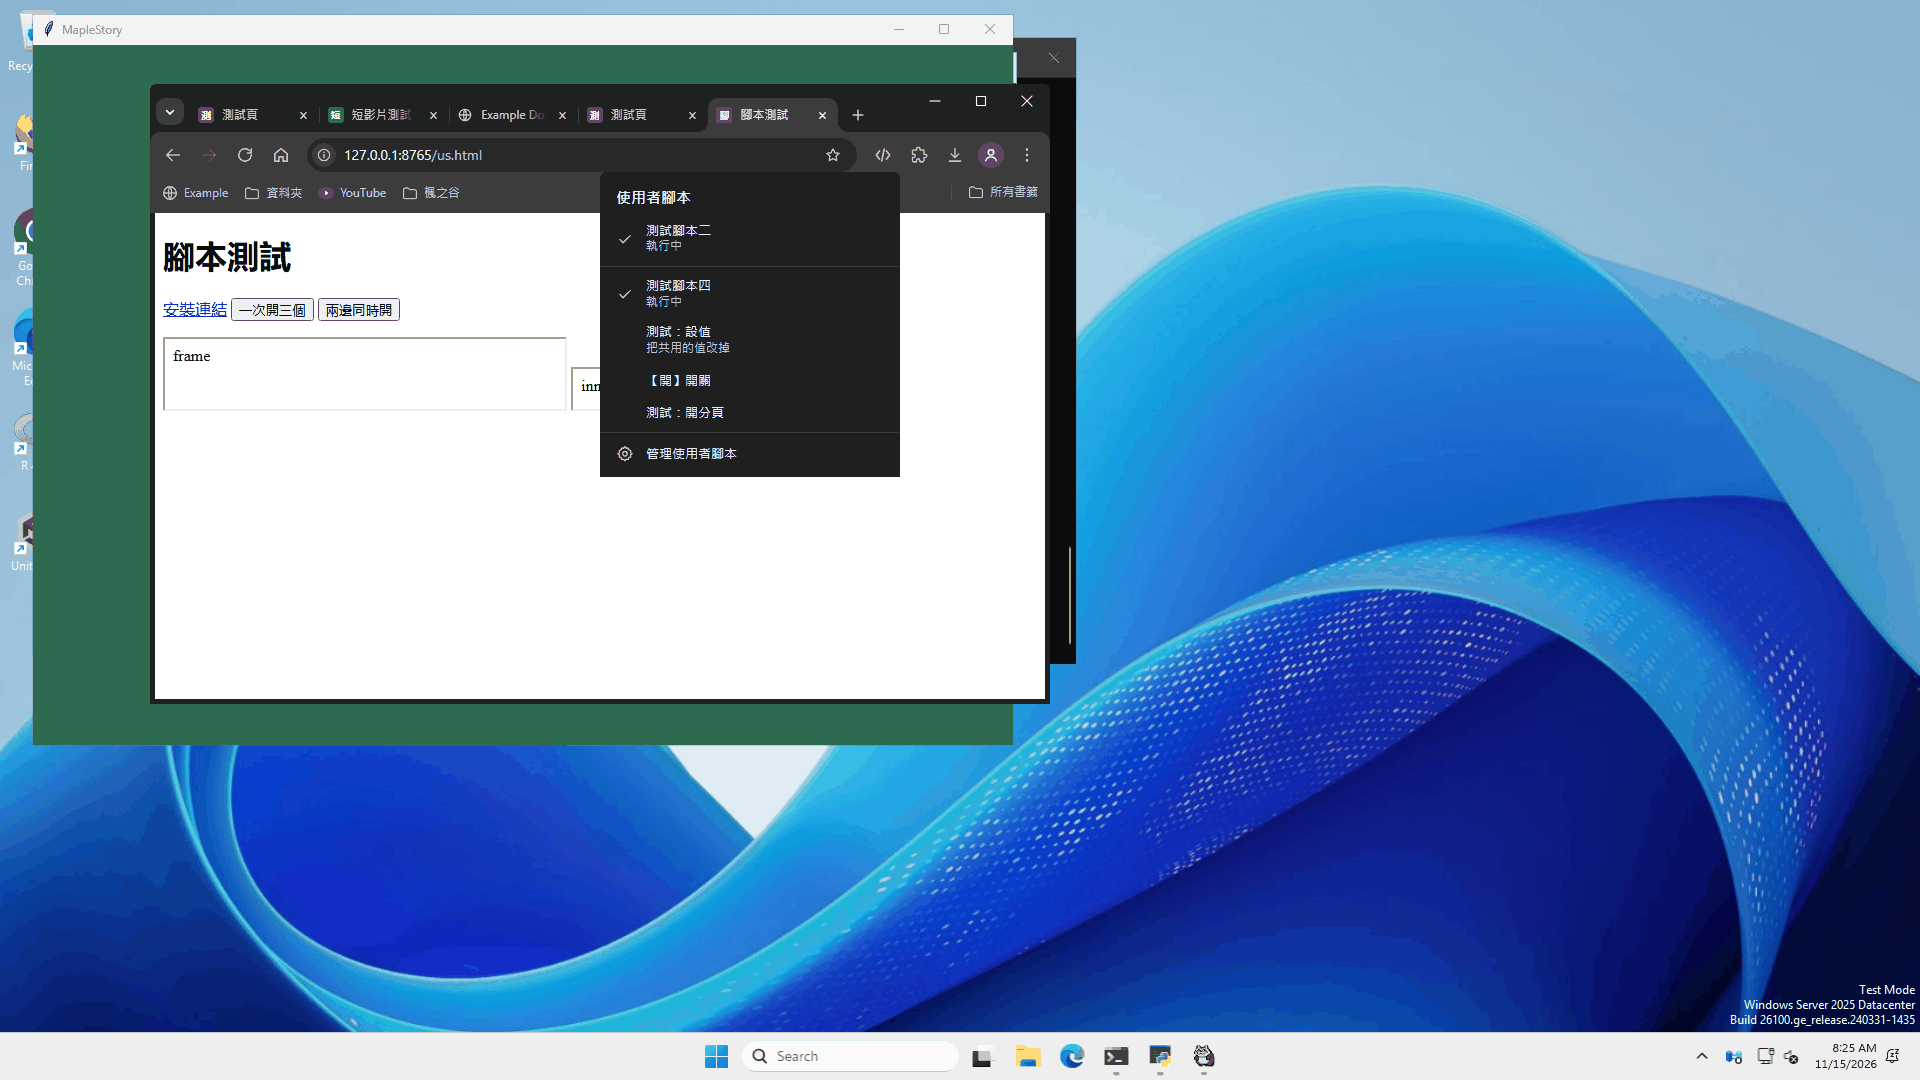 MapleStory
Recy
測試頁
短影片測試
Example Do
測試頁
腳本測試
127.0.0.1:8765/us.html
Example
資料夾
YouTube
楓之谷
所有書籤
使用者腳本
測試腳本二
執行中
測試腳本四
執行中
測試：設值
把共用的值改掉
【開】開關
測試：開分頁
管理使用者腳本
腳本測試
安裝連結
一次開三個
兩邊同時開
frame
inn
Go
Ch
Mic
E
R
Unit
Test Mode
Windows Server 2025 Datacenter
Build 26100.ge_release.240331-1435
Search
8:25 AM
11/15/2026